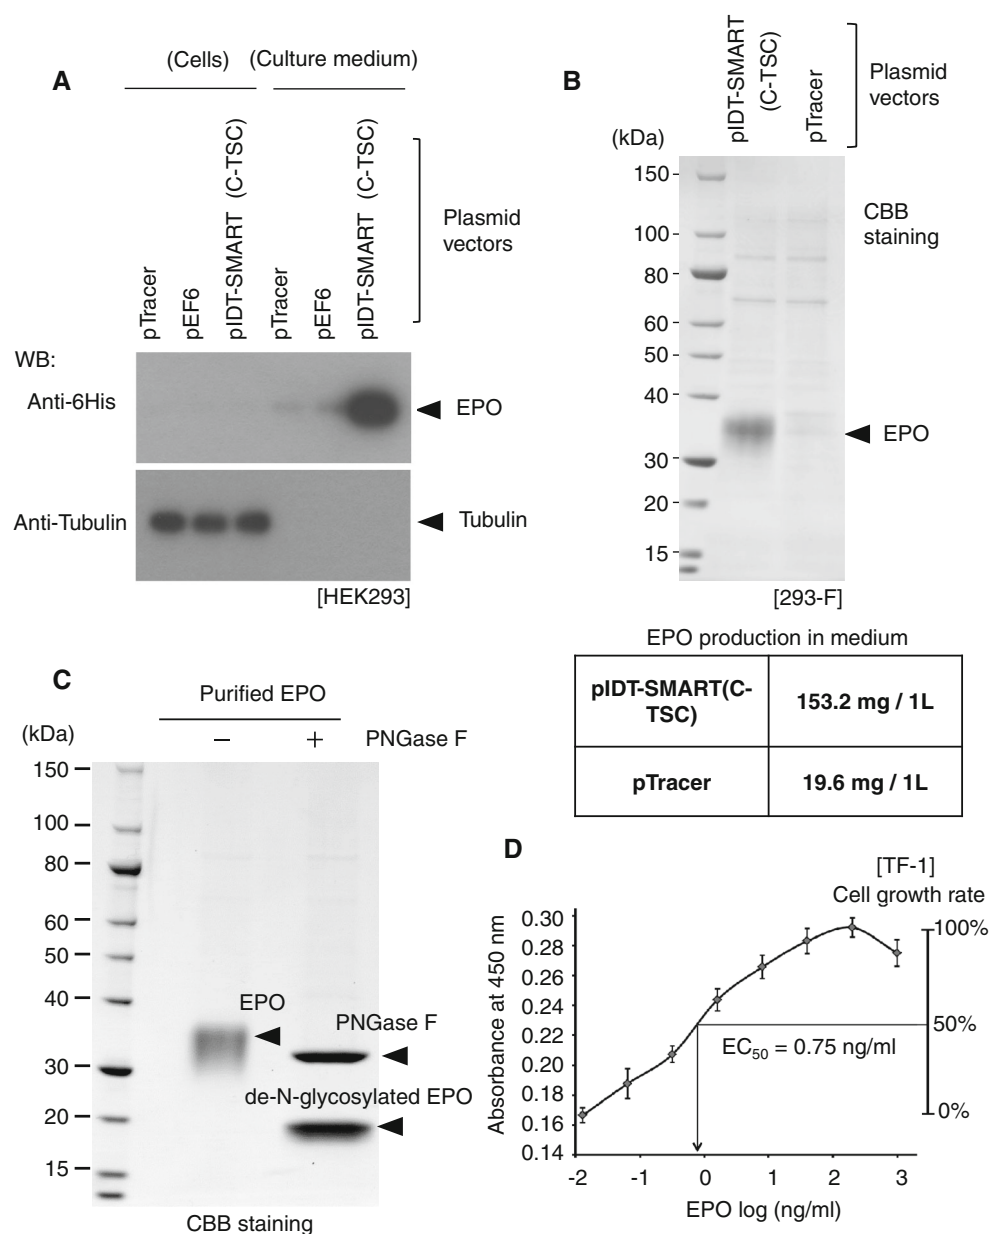 A
(Cells)
(Culture medium)
pTracer
pEF6
pIDT-SMART (C-TSC)
pTracer
pEF6
pIDT-SMART (C-TSC)
Plasmid
vectors
WB:
Anti-6His
EPO
Anti-Tubulin
Tubulin
[HEK293]
B
pIDT-SMART
(C-TSC)
pTracer
Plasmid
vectors
(kDa)
150
100
80
60
50
40
30
20
15
CBB
staining
EPO
[293-F]
EPO production in medium
pIDT-SMART(C-
TSC)
153.2 mg / 1L
pTracer
19.6 mg / 1L
C
Purified EPO
(kDa)
− + PNGase F
150
100
80
60
50
40
30
20
15
EPO
PNGase F
de-N-glycosylated EPO
CBB staining
D
[TF-1]
Cell growth rate
Absorbance at 450 nm
0.30
0.28
0.26
0.24
0.22
0.20
0.18
0.16
0.14
100%
50%
0%
EC50 = 0.75 ng/ml
-2 -1 0 1 2 3
EPO log (ng/ml)